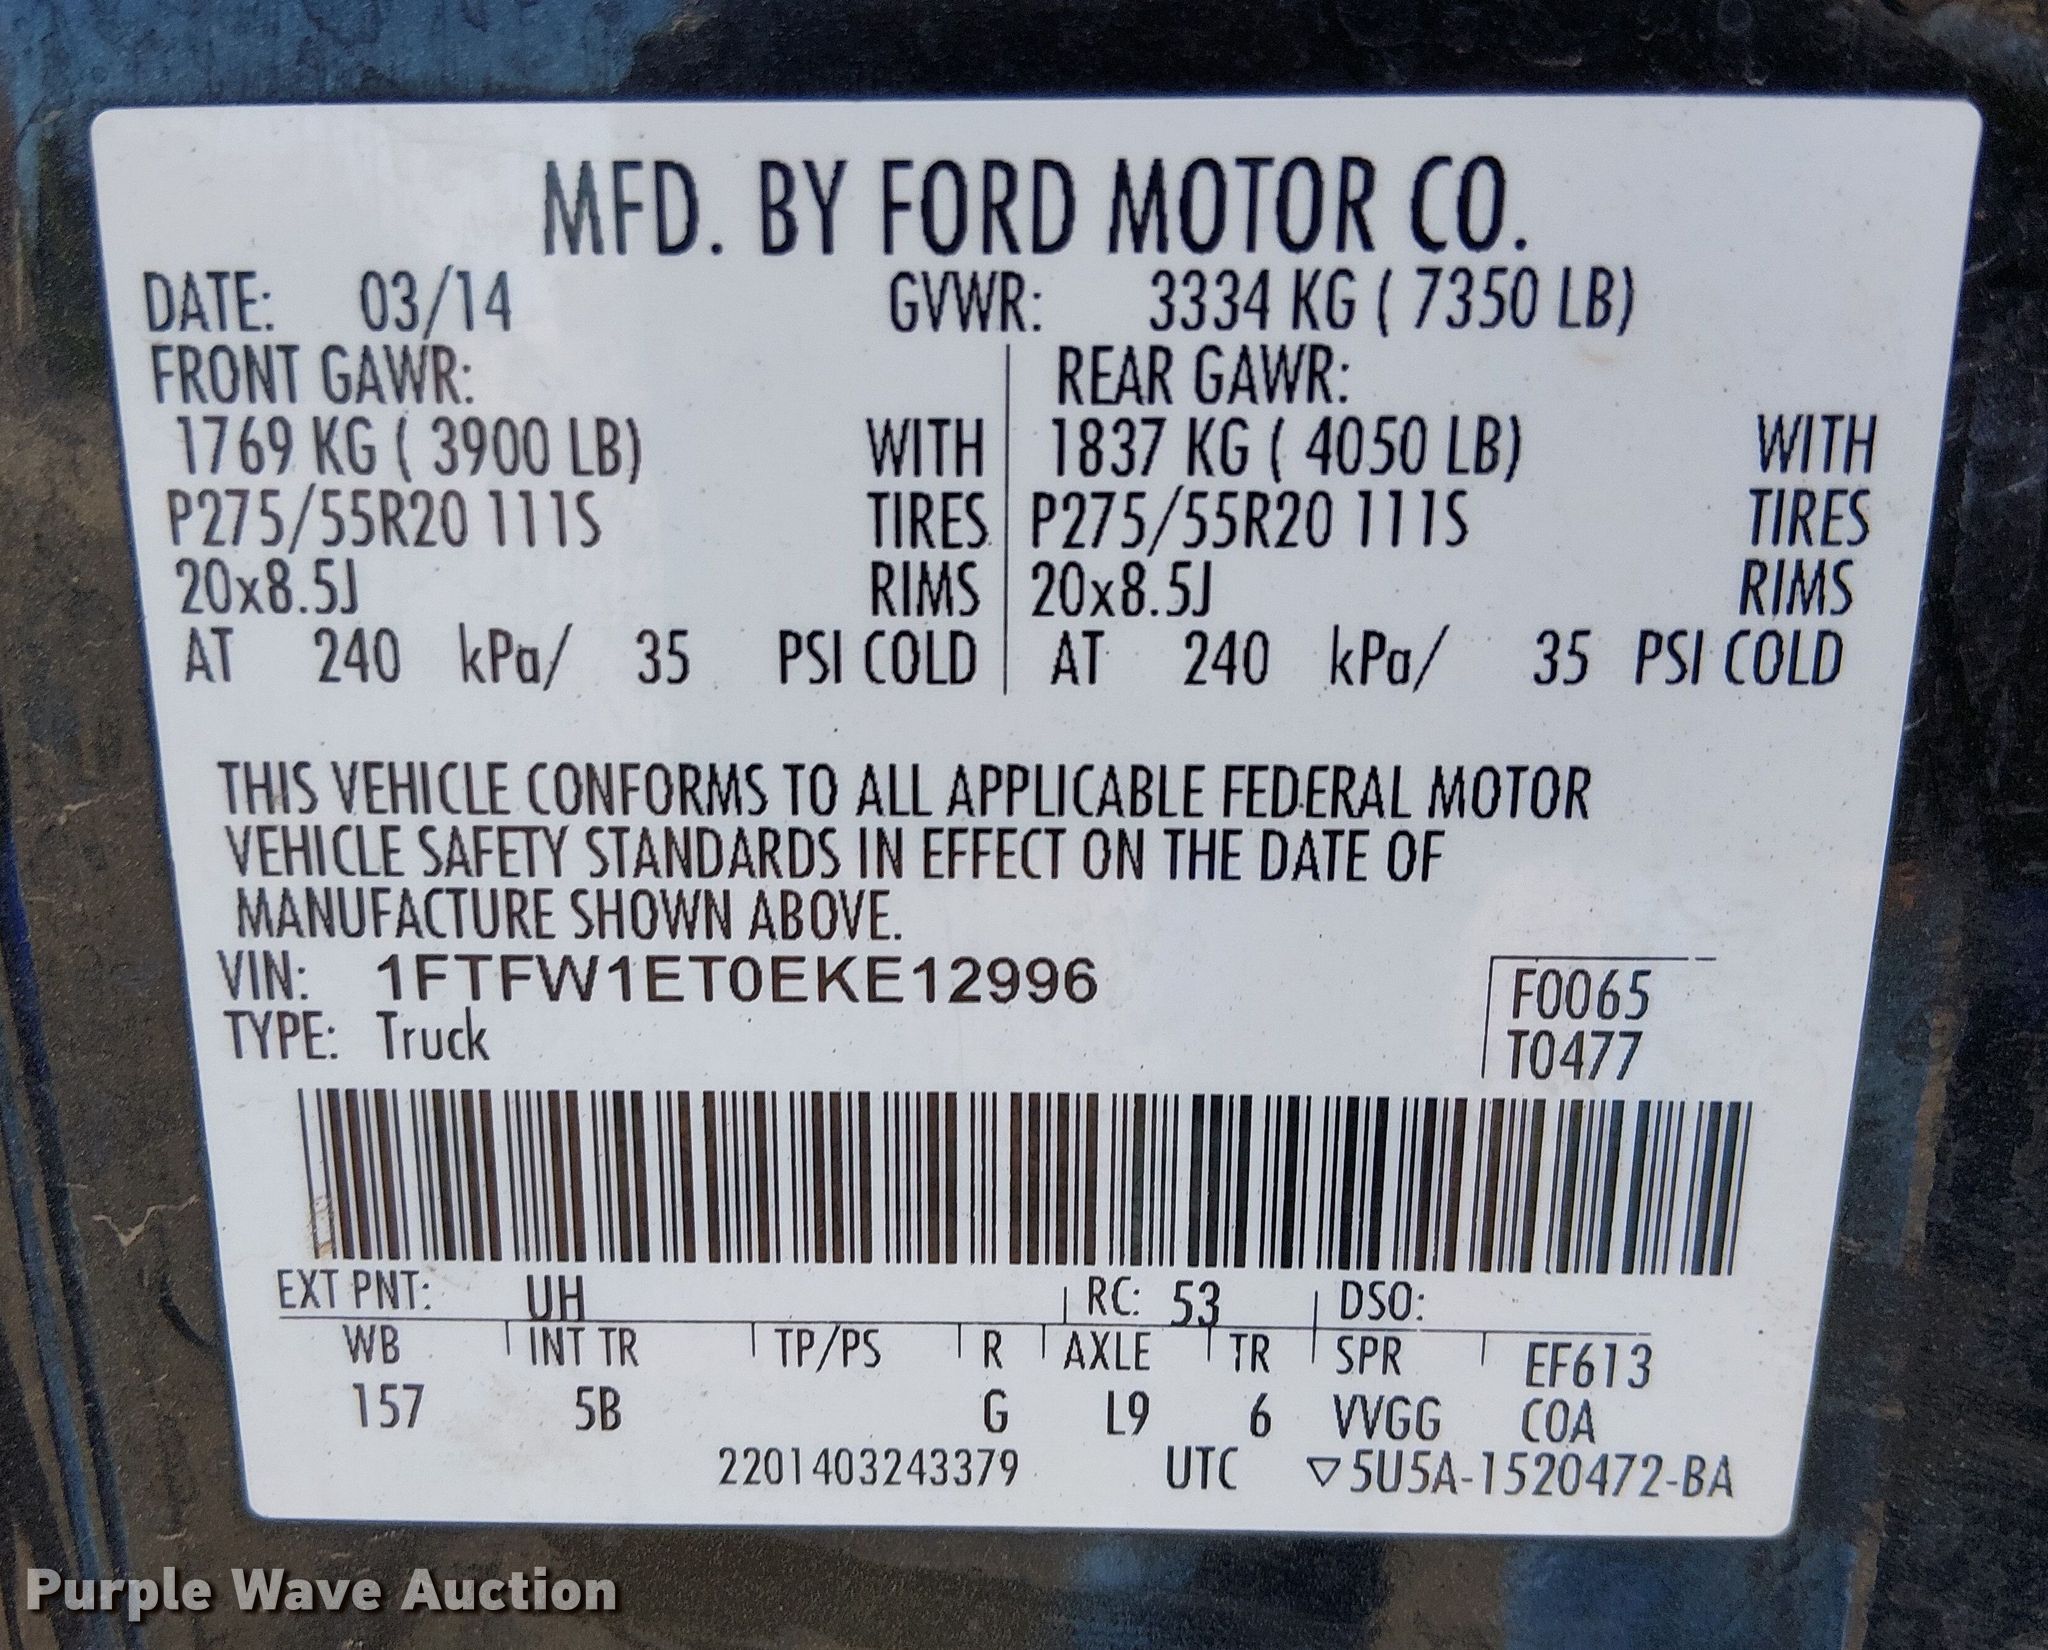 MFD. BY FORD MOTOR CO.
DATE: 03/14 GVWR: 3334 KG ( 7350 LB)
FRONT GAWR: REAR GAWR:
1769 KG ( 3900 LB) WITH 1837 KG ( 4050 LB) WITH
P275/55R20 111S TIRES P275/55R20 111S TIRES
20x8.5J RIMS 20x8.5J RIMS
AT 240 kPa/ 35 PSI COLD AT 240 kPa/ 35 PSI COLD
THIS VEHICLE CONFORMS TO ALL APPLICABLE FEDERAL MOTOR
VEHICLE SAFETY STANDARDS IN EFFECT ON THE DATE OF
MANUFACTURE SHOWN ABOVE.
VIN: 1FTFW1ET0EKE12996 F0065
TYPE: Truck T0477
EXT PNT: UH RC: 53 DSO:
WB INT TR TP/PS R AXLE TR SPR EF613
157 5B G L9 6 VVGG COA
2201403243379 UTC ▽5U5A-1520472-BA
Purple Wave Auction